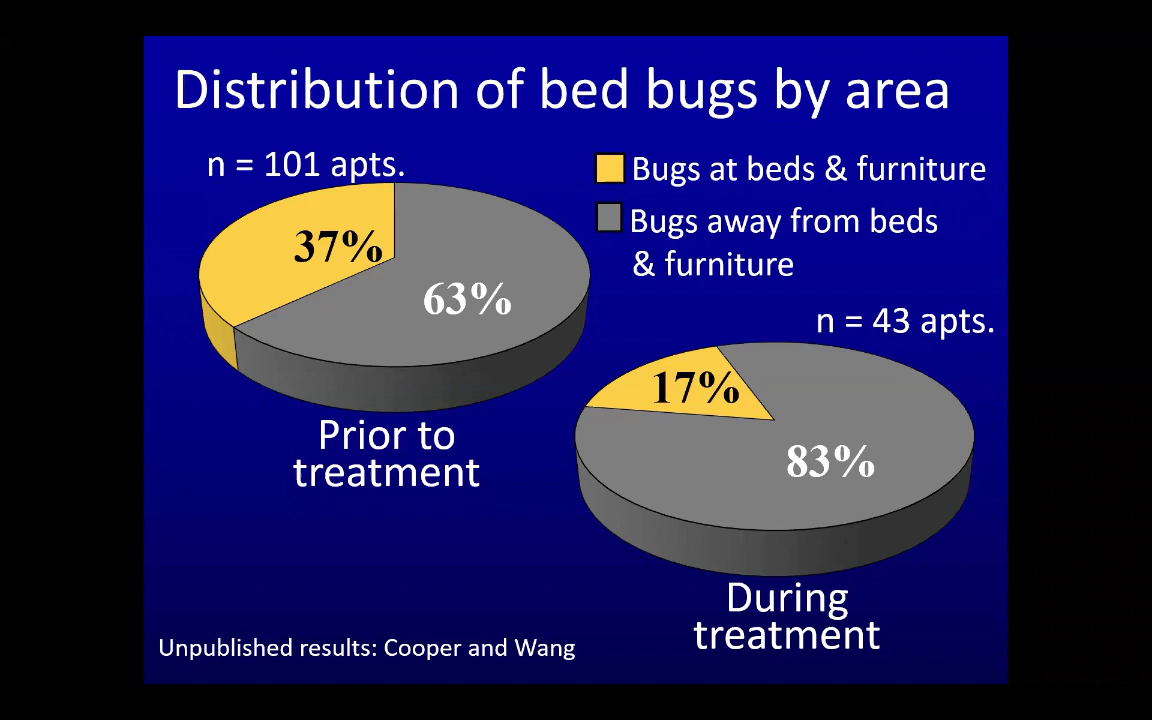 Distribution of bed bugs by area
n = 101 apts.
Bugs at beds & furniture
Bugs away from beds
& furniture
37%
63%
n = 43 apts.
17%
83%
Prior to
treatment
During
treatment
Unpublished results: Cooper and Wang